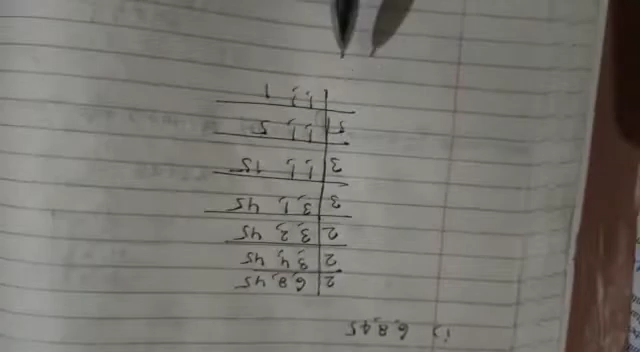 i) 6,8,45
2 | 6,8,45
2 | 3,4,45
2 | 3,2,45
3 | 3,1,45
3 | 1,1,15
5 | 1,1,5
1,1,1